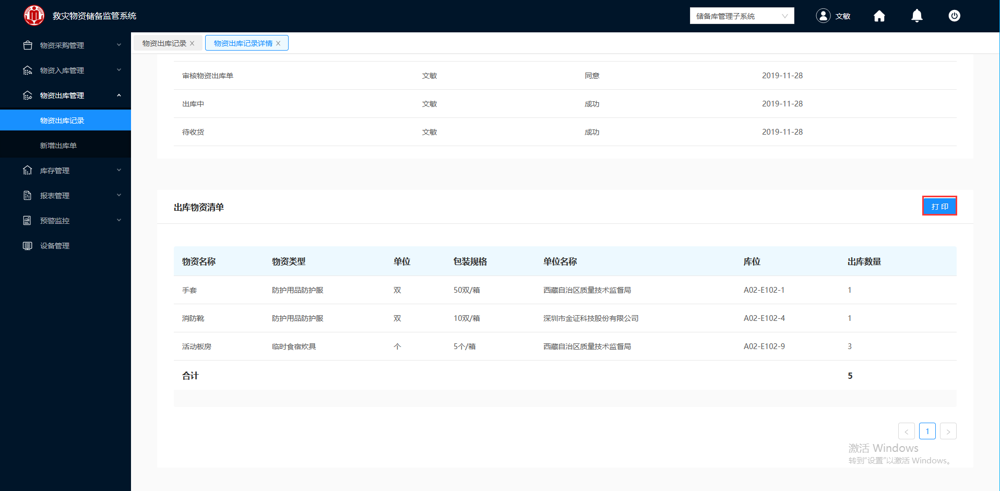 救灾物资储备监管系统
储备库管理子系统
文敏
物资采购管理
物资入库管理
物资出库管理
物资出库记录
新增出库单
库存管理
报表管理
预警监控
设备管理
物资出库记录 X
物资出库记录详情 X
审核物资出库单 文敏 同意 2019-11-28
出库中 文敏 成功 2019-11-28
待收货 文敏 成功 2019-11-28
出库物资清单
打 印
物资名称 物资类型 单位 包装规格 单位名称 库位 出库数量
手套 防护用品防护服 双 50双/箱 西藏自治区质量技术监督局 A02-E102-1 1
消防靴 防护用品防护服 双 10双/箱 深圳市金证科技股份有限公司 A02-E102-4 1
活动板房 临时食宿炊具 个 5个/箱 西藏自治区质量技术监督局 A02-E102-9 3
合计 5
< 1 >
激活 Windows
转到“设置”以激活 Windows。